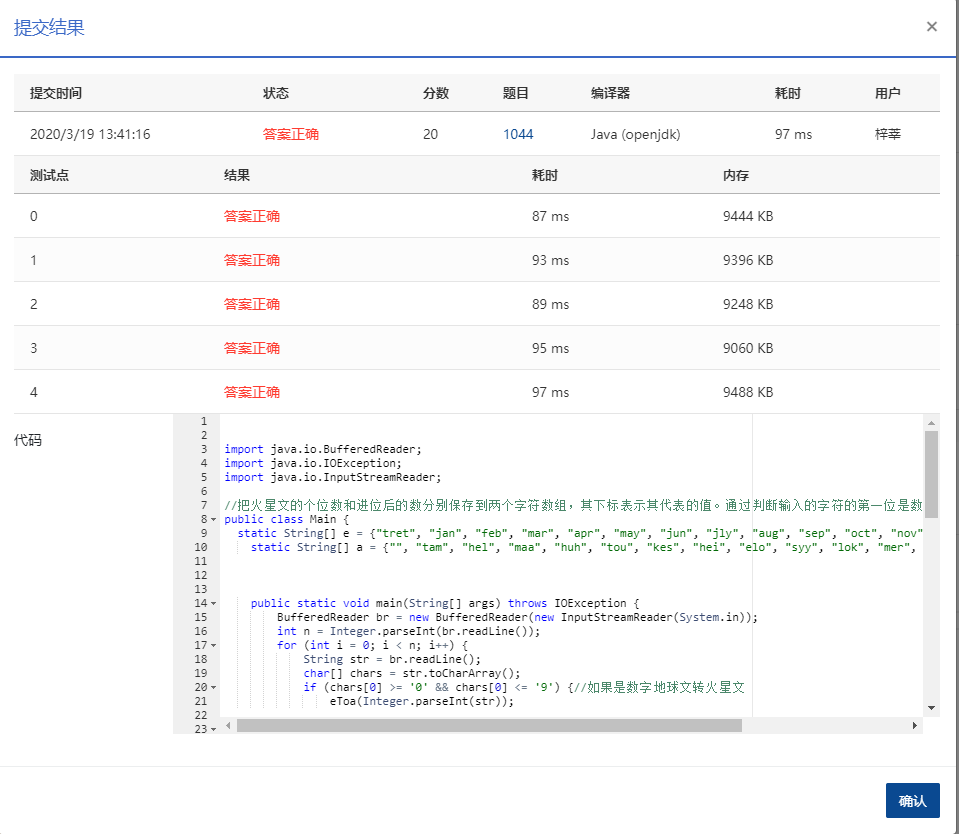 提交结果 ×
提交时间 状态 分数 题目 编译器 耗时 用户
2020/3/19 13:41:16 答案正确 20 1044 Java (openjdk) 97 ms 梓莘
测试点 结果 耗时 内存
0 答案正确 87 ms 9444 KB
1 答案正确 93 ms 9396 KB
2 答案正确 89 ms 9248 KB
3 答案正确 95 ms 9060 KB
4 答案正确 97 ms 9488 KB
代码
1
2
3 import java.io.BufferedReader;
4 import java.io.IOException;
5 import java.io.InputStreamReader;
6
7 //把火星文的个位数和进位后的数分别保存到两个字符数组，其下标表示其代表的值。通过判断输入的字符的第一位是数
8 public class Main {
9 static String[] e = {"tret", "jan", "feb", "mar", "apr", "may", "jun", "jly", "aug", "sep", "oct", "nov"
10 static String[] a = {"", "tam", "hel", "maa", "huh", "tou", "kes", "hei", "elo", "syy", "lok", "mer",
11
12
13
14 public static void main(String[] args) throws IOException {
15 BufferedReader br = new BufferedReader(new InputStreamReader(System.in));
16 int n = Integer.parseInt(br.readLine());
17 for (int i = 0; i < n; i++) {
18 String str = br.readLine();
19 char[] chars = str.toCharArray();
20 if (chars[0] >= '0' && chars[0] <= '9') {//如果是数字地球文转火星文
21 eToa(Integer.parseInt(str));
22
23
确认